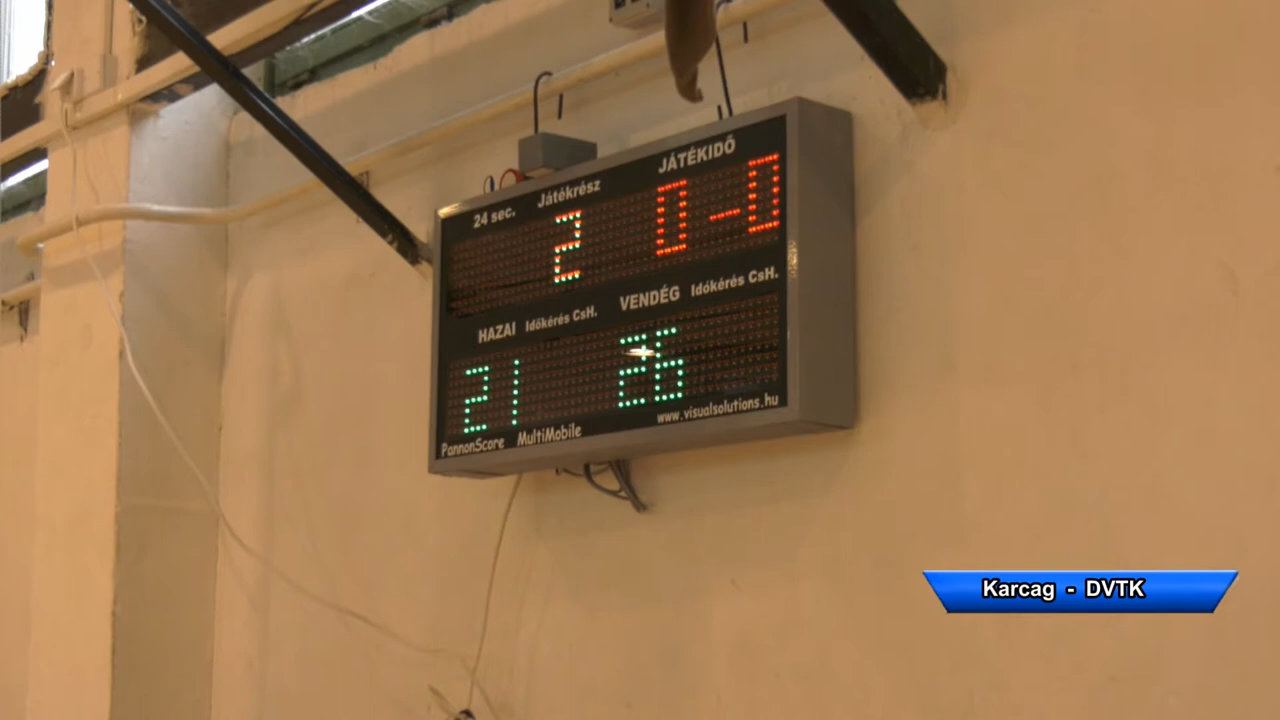 24 sec. Játékrész JÁTÉKIDŐ
2 0-0
HAZAI Időkérés CsH. VENDÉG Időkérés CsH.
21 26
PannonScore MultiMobile www.visualsolutions.hu
Karcag - DVTK